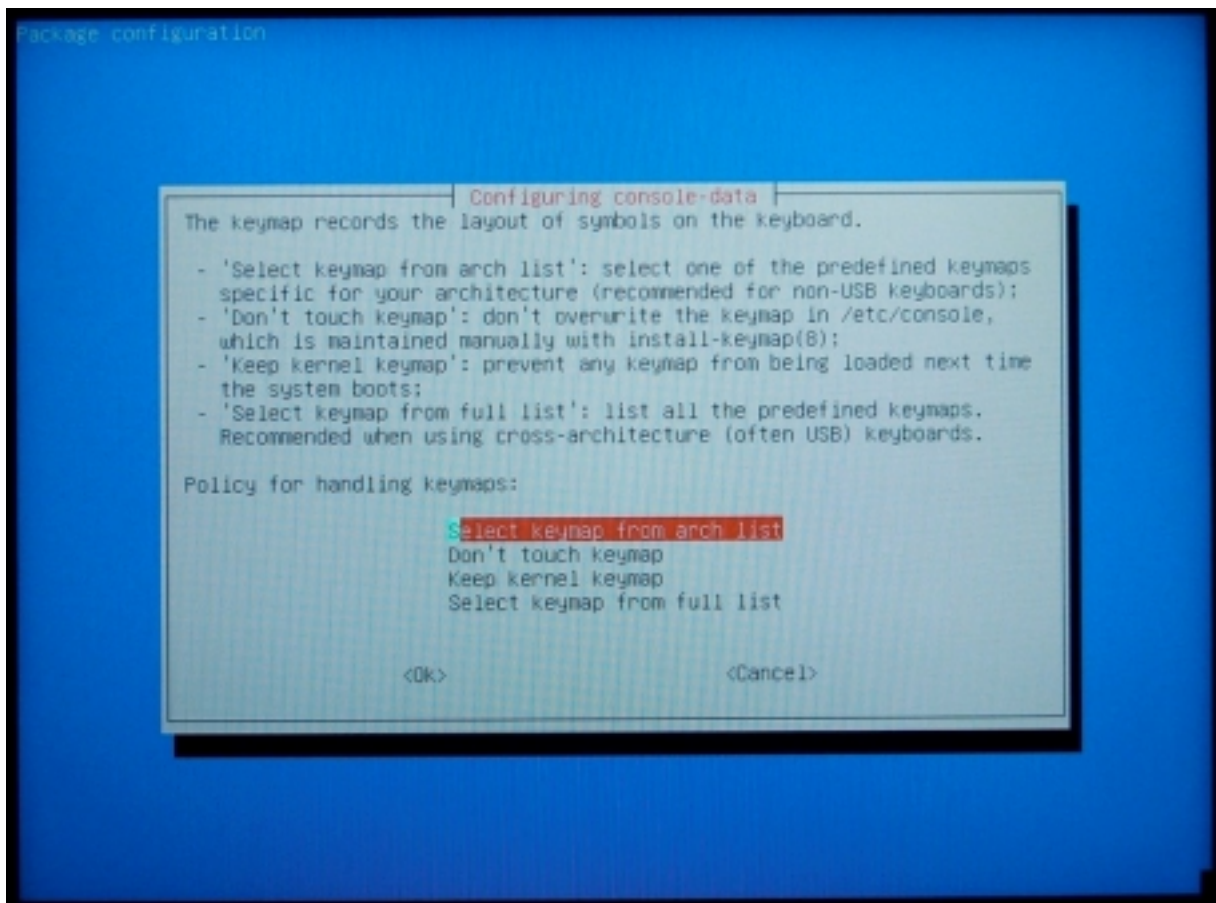 Package configuration
Configuring console-data
The keymap records the layout of symbols on the keyboard.
- 'Select keymap from arch list': select one of the predefined keymaps
specific for your architecture (recommended for non-USB keyboards);
- 'Don't touch keymap': don't overwrite the keymap in /etc/console,
which is maintained manually with install-keymap(8);
- 'Keep kernel keymap': prevent any keymap from being loaded next time
the system boots;
- 'Select keymap from full list': list all the predefined keymaps.
Recommended when using cross-architecture (often USB) keyboards.
Policy for handling keymaps:
Select keymap from arch list
Don't touch keymap
Keep kernel keymap
Select keymap from full list
<Ok> <Cancel>